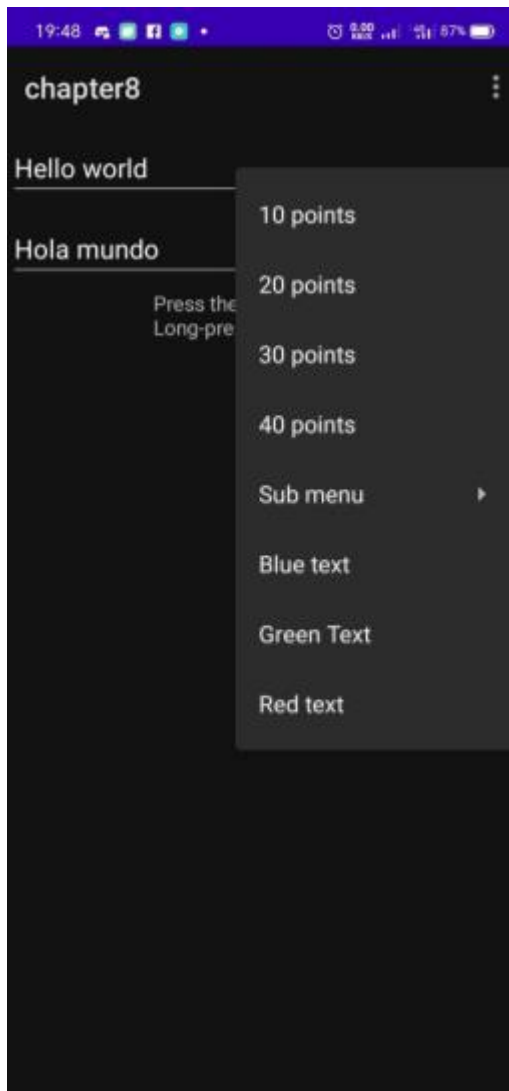 19:48
67%
chapter8
Hello world
Hola mundo
Press the
Long-pre
10 points
20 points
30 points
40 points
Sub menu
Blue text
Green Text
Red text